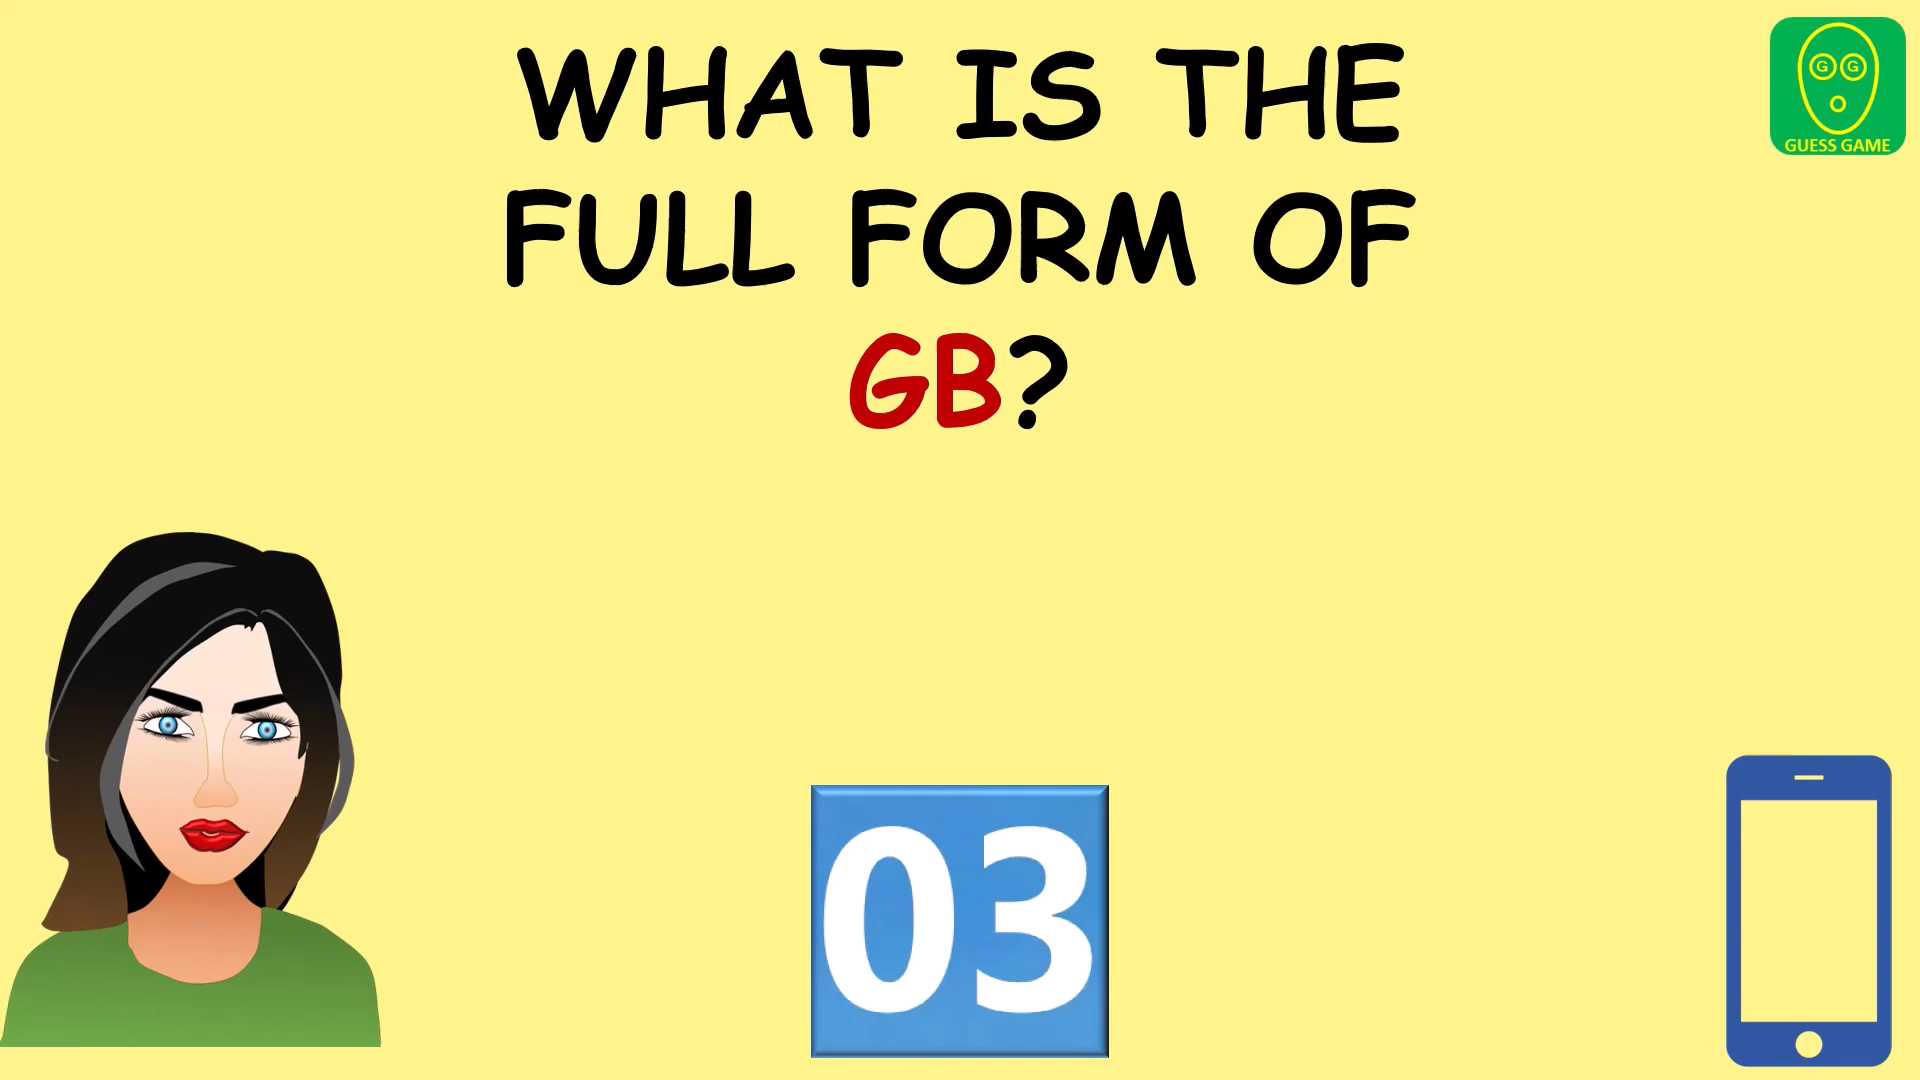 WHAT IS THE
FULL FORM OF
GB?
G G
GUESS GAME
03